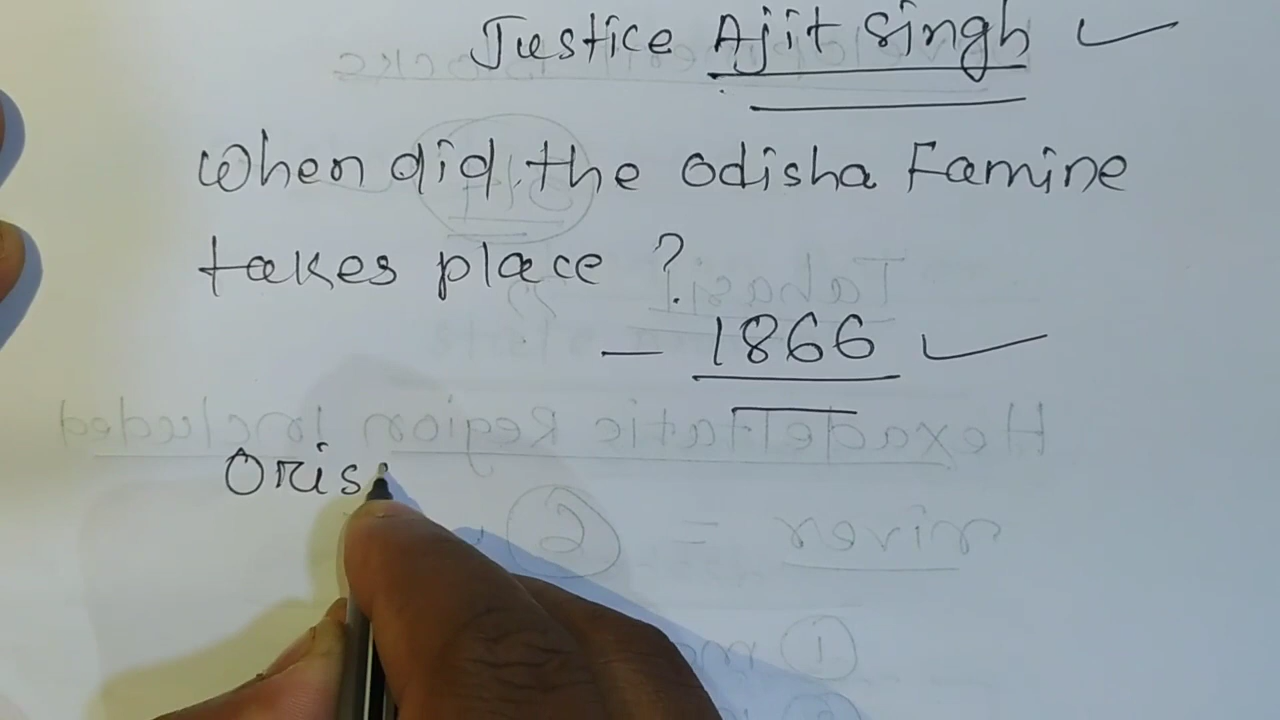 Justice Ajit Singh
When did the Odisha Famine
takes place ?
— 1866
Oris